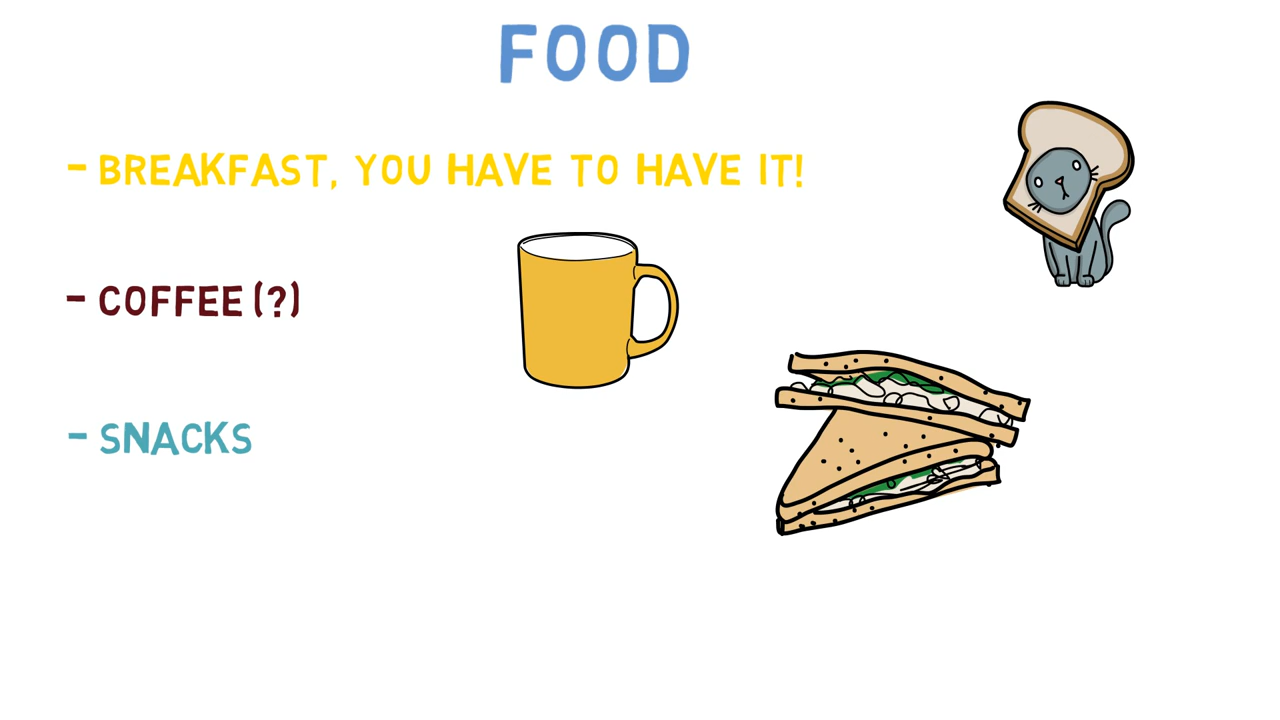 FOOD
- BREAKFAST, YOU HAVE TO HAVE IT!
- COFFEE (?)
- SNACKS